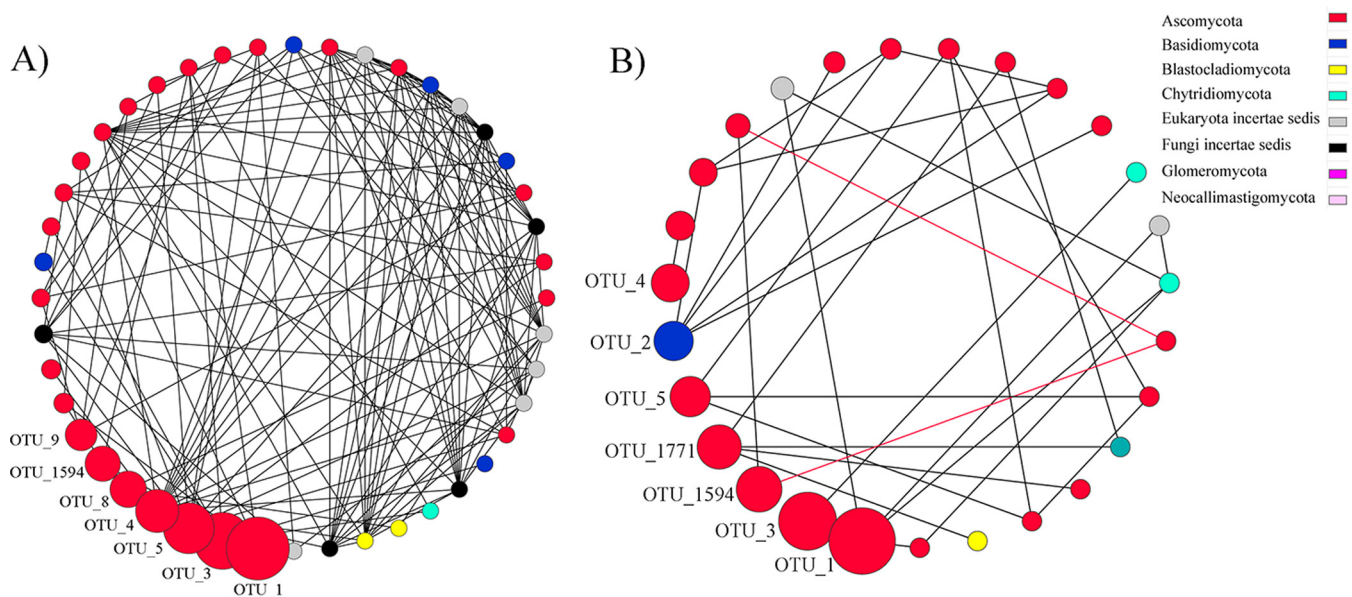 A)
B)
Ascomycota
Basidiomycota
Blastocladiomycota
Chytridiomycota
Eukaryota incertae sedis
Fungi incertae sedis
Glomeromycota
Neocallimastigomycota
OTU_9
OTU_1594
OTU_8
OTU_4
OTU_5
OTU_3
OTU_1
OTU_4
OTU_2
OTU_5
OTU_1771
OTU_1594
OTU_3
OTU_1